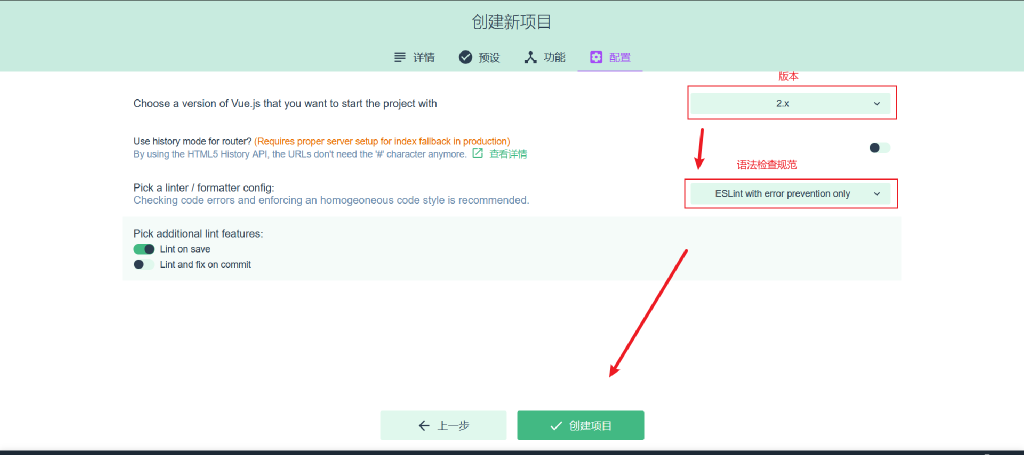 创建新项目
详情 预设 功能 配置
版本
Choose a version of Vue.js that you want to start the project with
2.x
Use history mode for router? (Requires proper server setup for index fallback in production)
By using the HTML5 History API, the URLs don't need the '#' character anymore. 查看详情
语法检查规范
Pick a linter / formatter config:
ESLint with error prevention only
Checking code errors and enforcing an homogeoneous code style is recommended.
Pick additional lint features:
Lint on save
Lint and fix on commit
上一步 创建项目